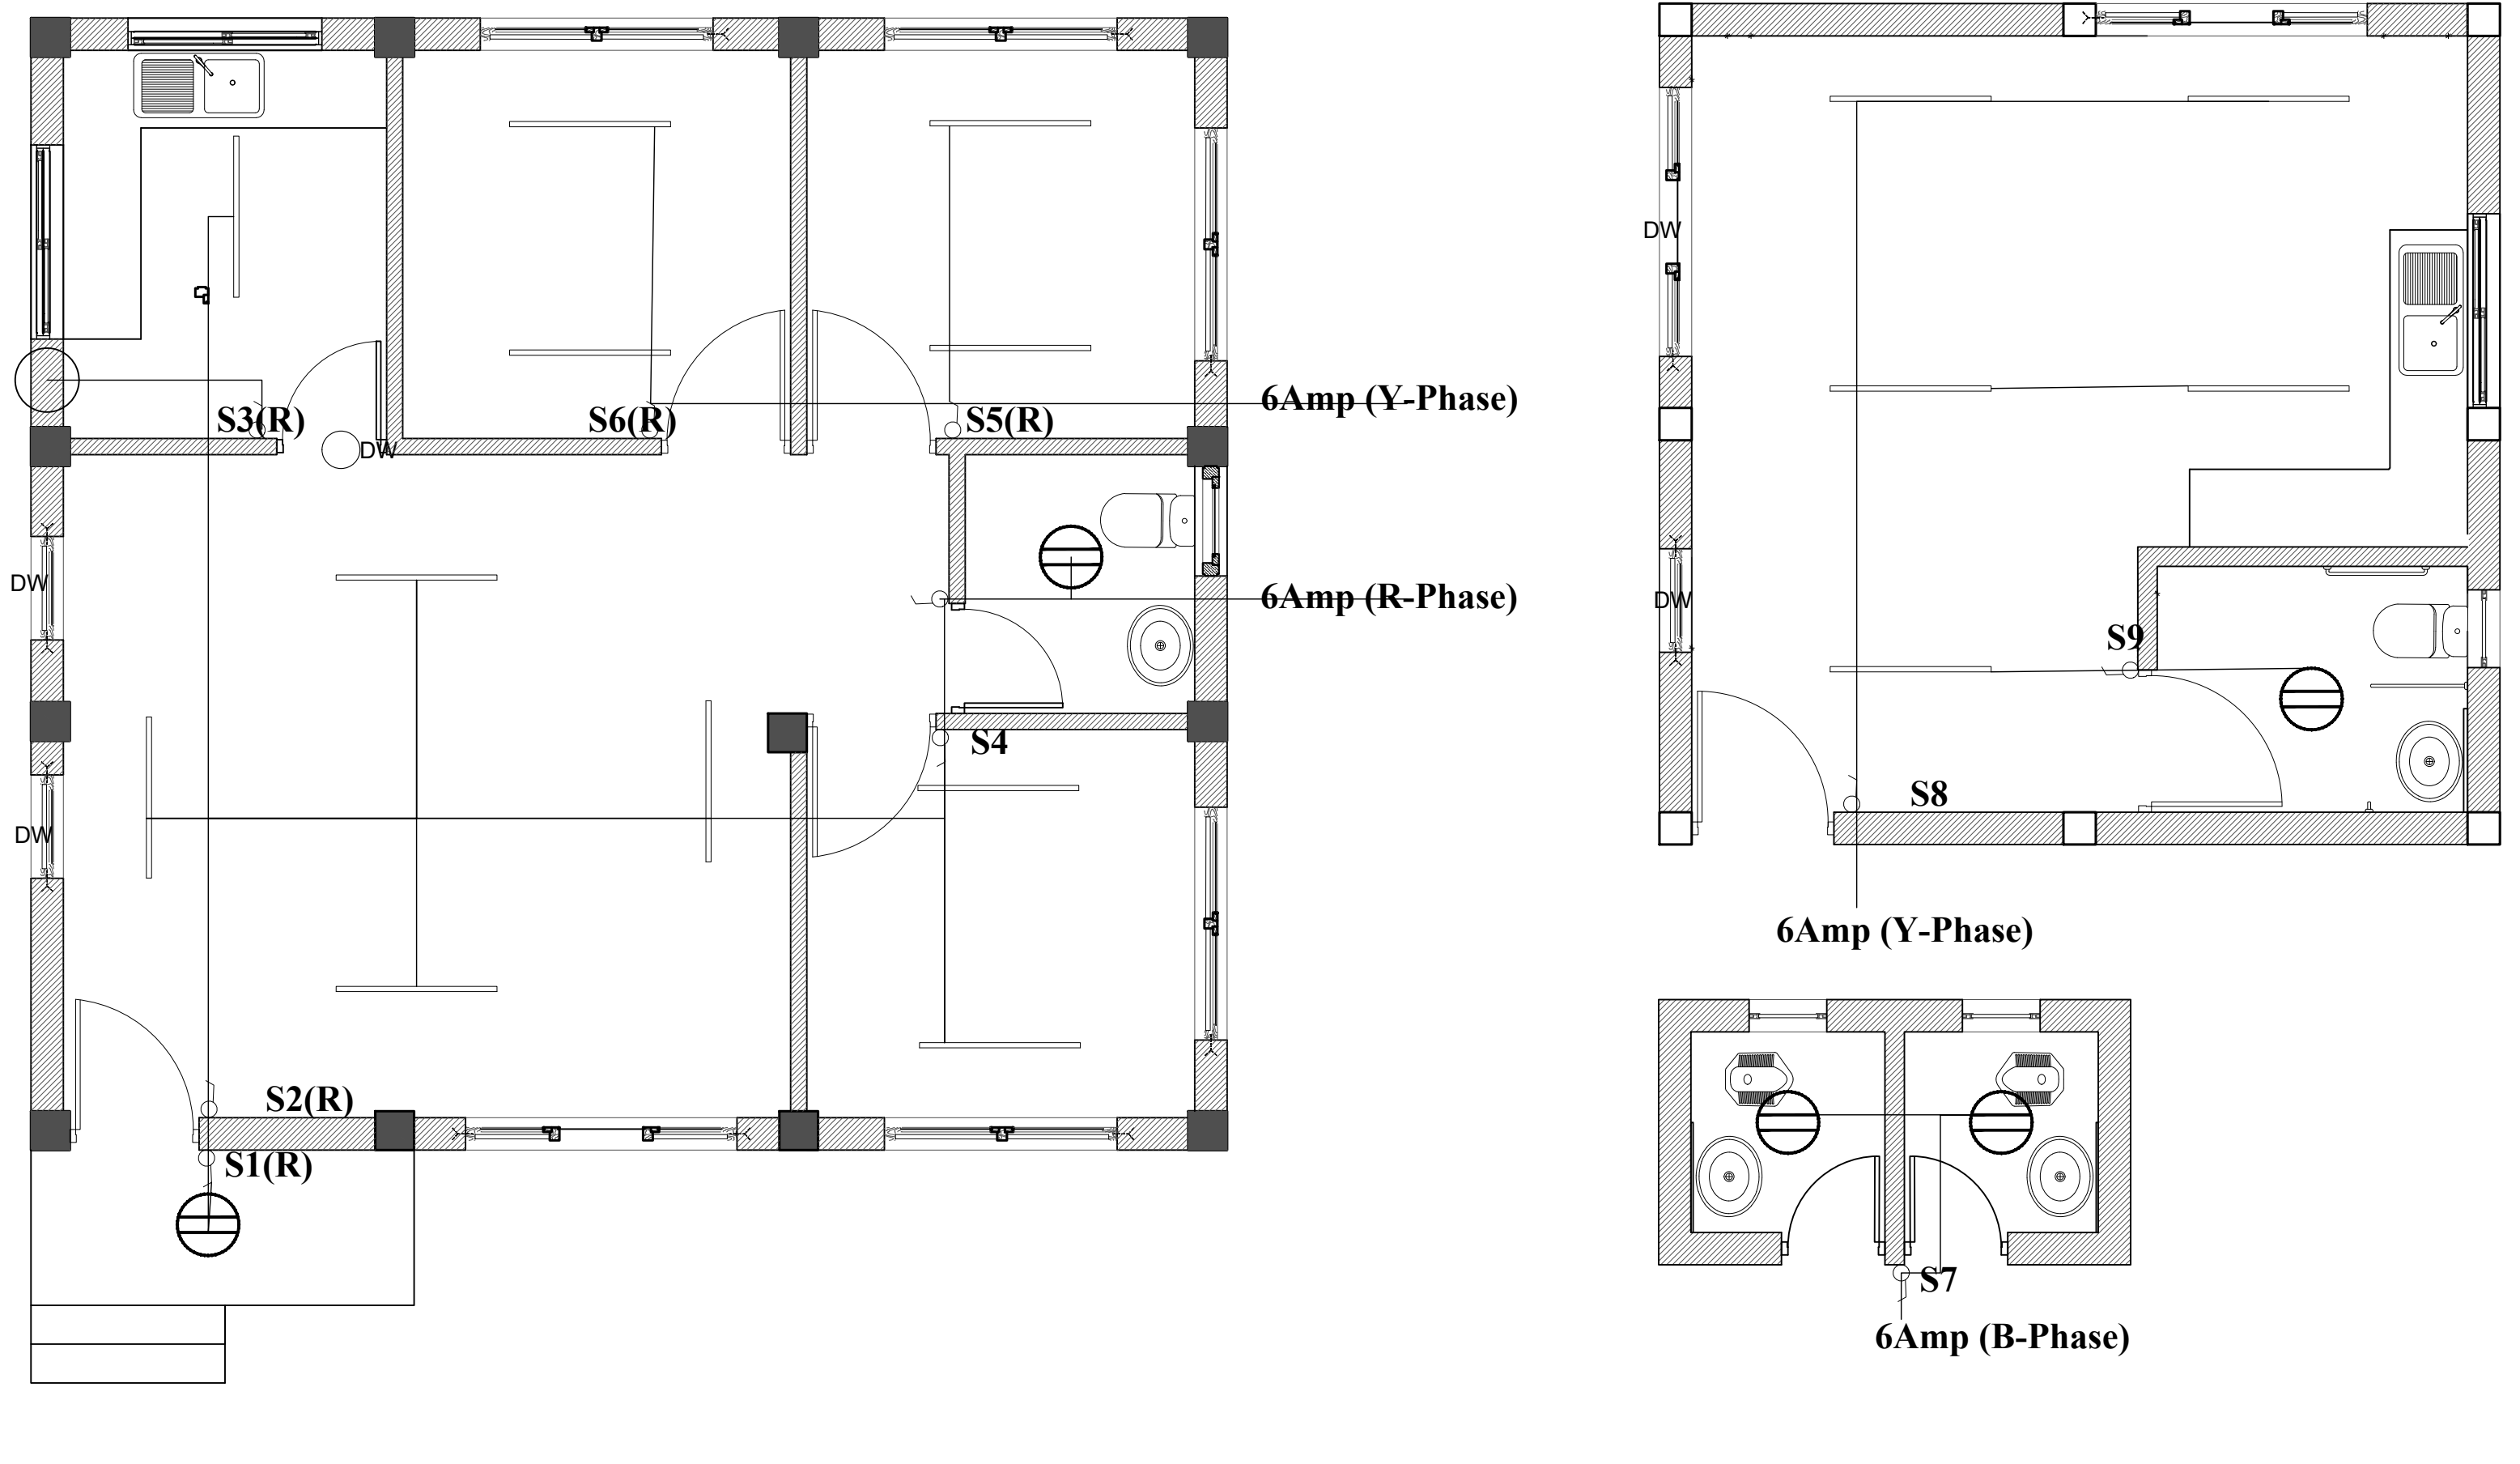 DW
6Amp (Y-Phase)
S3(R)
S6(R)
S5(R)
DW
DW
6Amp (R-Phase)
DW
S9
S4
S8
DW
6Amp (Y-Phase)
S2(R)
S1(R)
S7
6Amp (B-Phase)